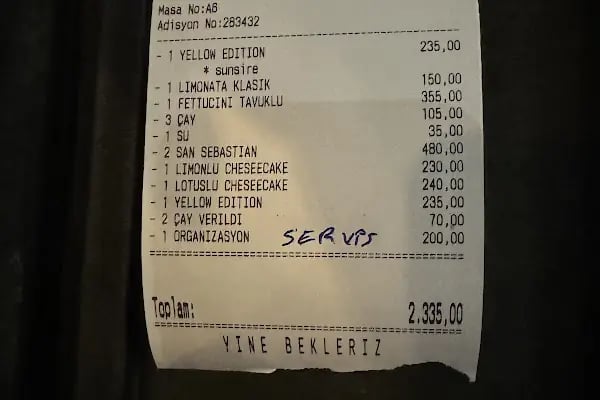 Masa No:A6
Adisyon No:263432
- 1 YELLOW EDITION 235,00
* sunsire
- 1 LIMONATA KLASIK 150,00
- 1 FETTUCINI TAVUKLU 355,00
- 3 ÇAY 105,00
- 1 SU 35,00
- 2 SAN SEBASTIAN 480,00
- 1 LIMONLU CHESEECAKE 230,00
- 1 LOTUSLU CHESEECAKE 240,00
- 1 YELLOW EDITION 235,00
- 2 ÇAY VERILDI 70,00
- 1 ORGANIZASYON SERVİS 200,00
Toplam: 2.335,00
YINE BEKLERIZ